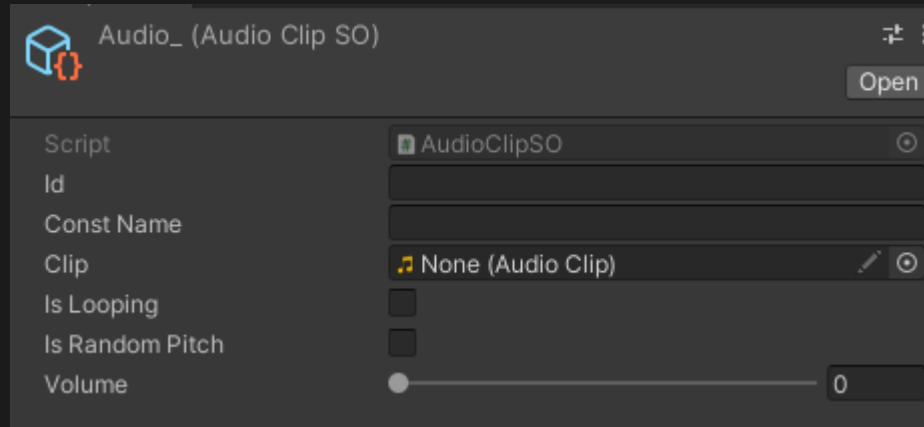 Audio_ (Audio Clip SO)
Open
Script AudioClipSO
Id
Const Name
Clip None (Audio Clip)
Is Looping
Is Random Pitch
Volume 0